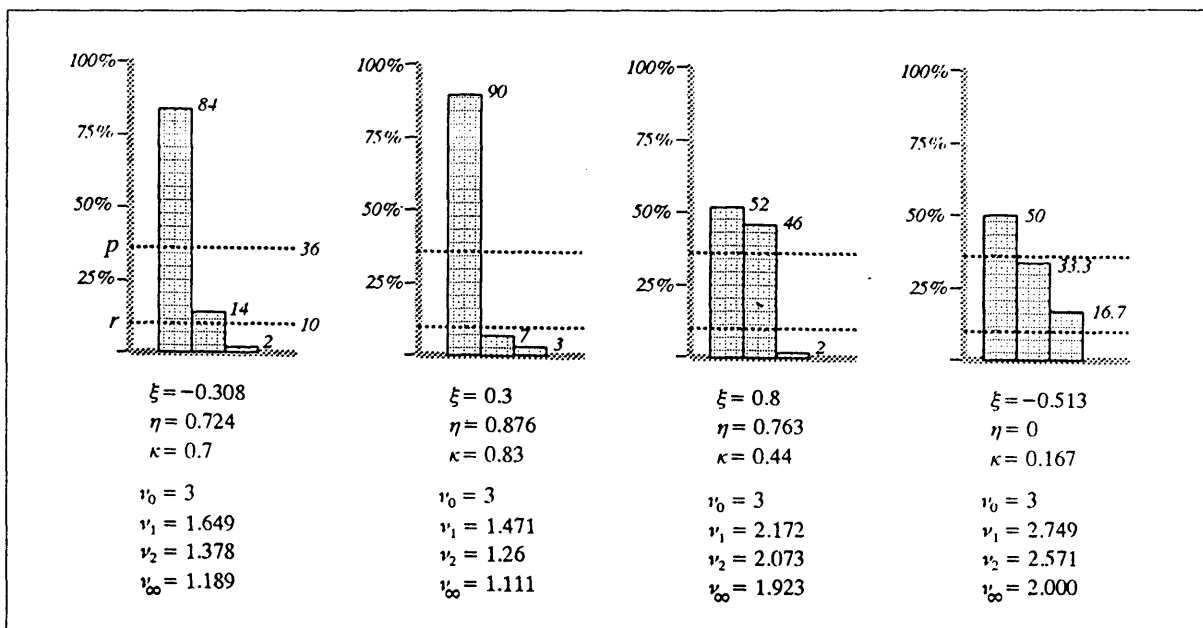 100%
84
75%
50%
p
36
25%
14
r
10
2
ξ = −0.308
η = 0.724
κ = 0.7
ν₀ = 3
ν₁ = 1.649
ν₂ = 1.378
ν∞ = 1.189
100%
90
75%
50%
25%
7
3
ξ = 0.3
η = 0.876
κ = 0.83
ν₀ = 3
ν₁ = 1.471
ν₂ = 1.26
ν∞ = 1.111
100%
75%
52
50%
46
25%
2
ξ = 0.8
η = 0.763
κ = 0.44
ν₀ = 3
ν₁ = 2.172
ν₂ = 2.073
ν∞ = 1.923
100%
75%
50%
50
33.3
25%
16.7
ξ = −0.513
η = 0
κ = 0.167
ν₀ = 3
ν₁ = 2.749
ν₂ = 2.571
ν∞ = 2.000